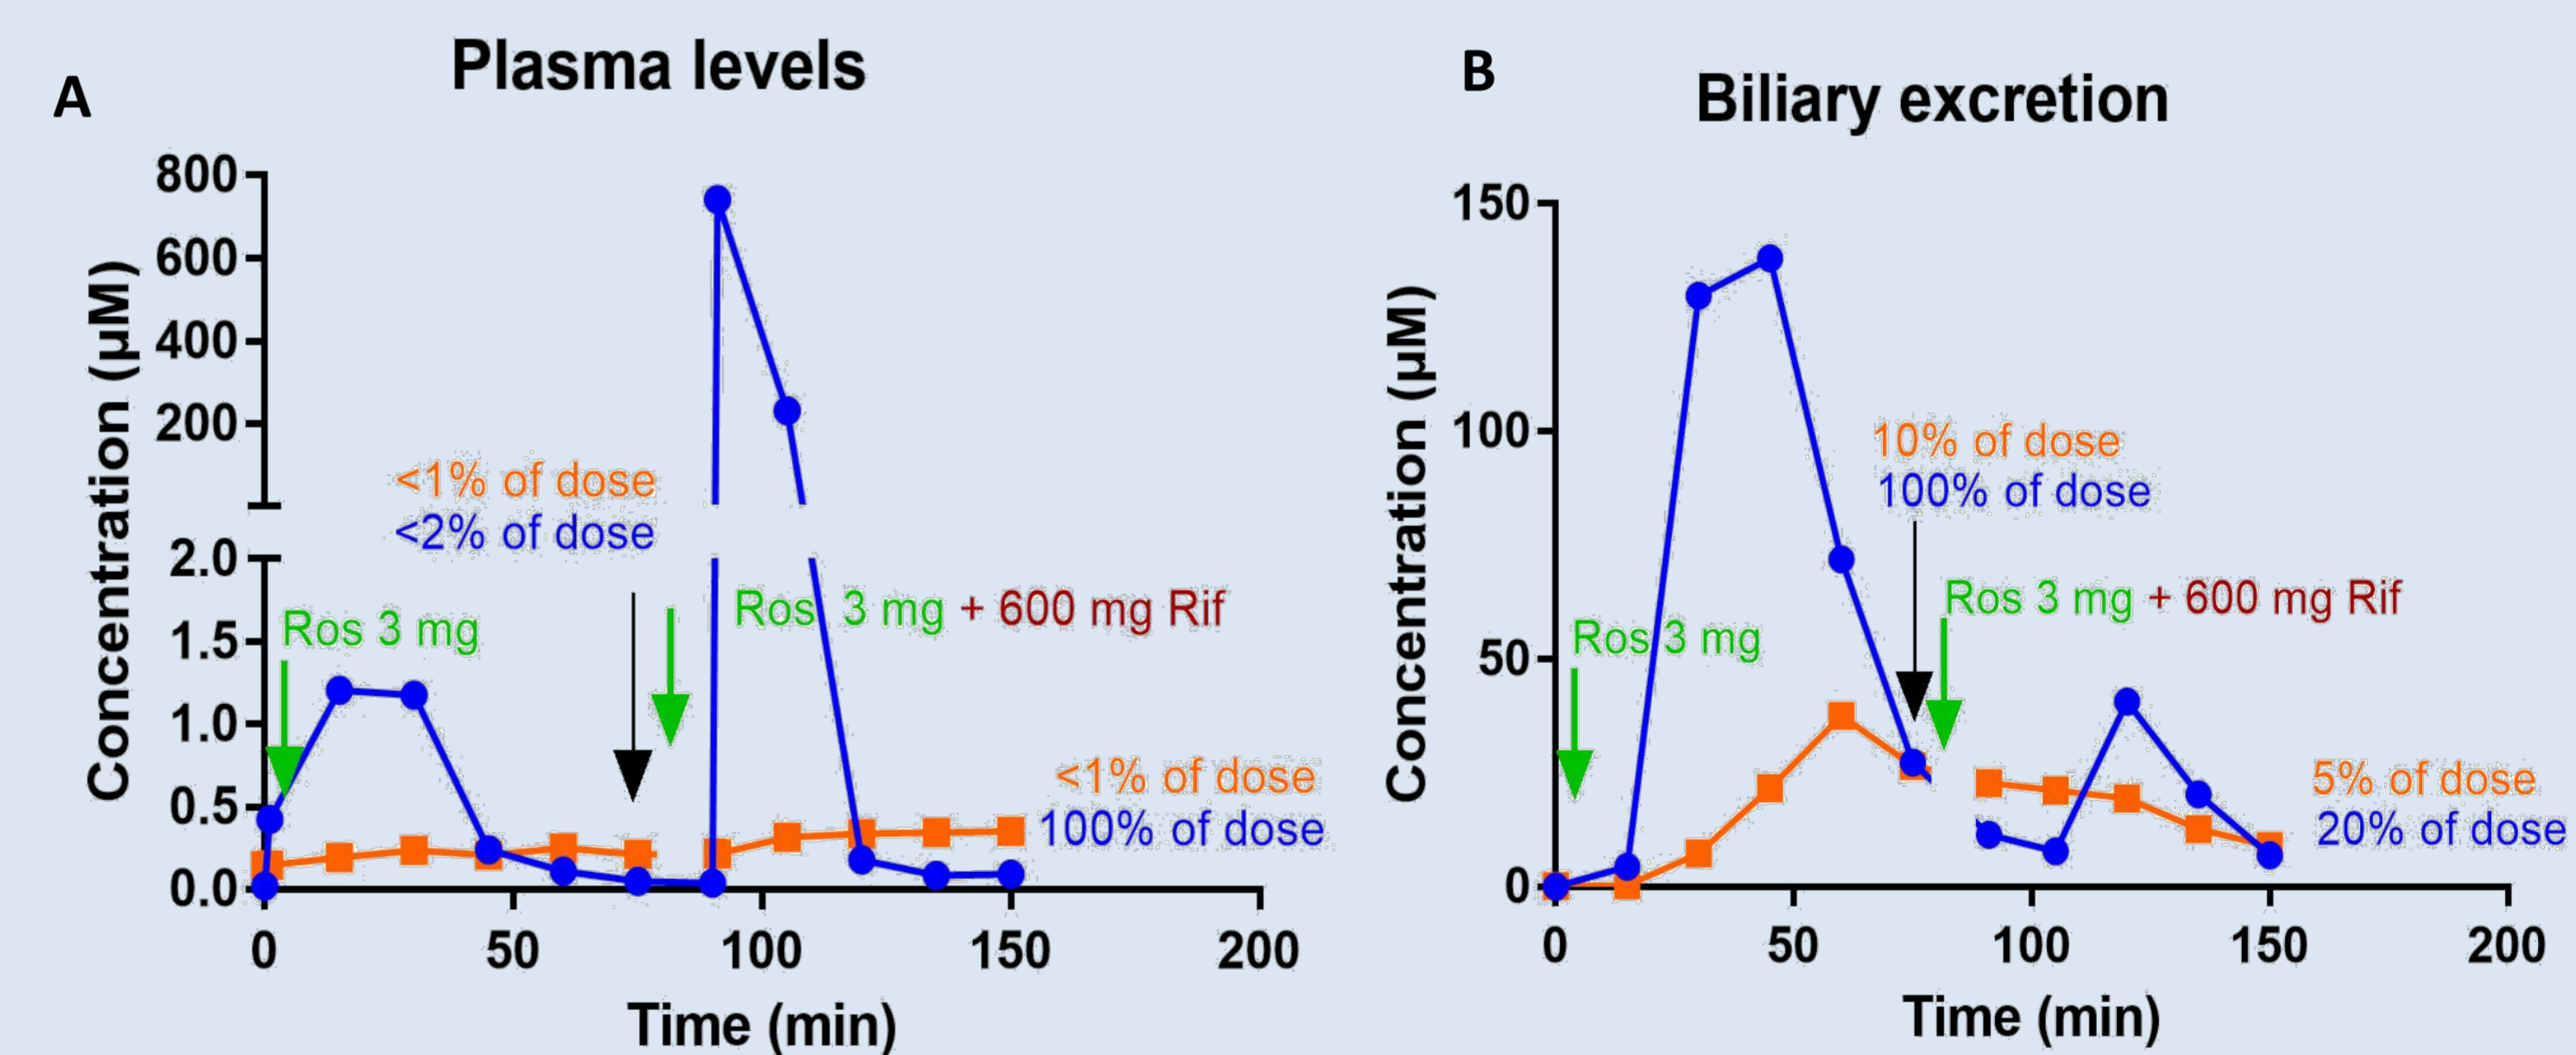 A
Plasma levels
Concentration (µM)
800
600
400
200
2.0
1.5
1.0
0.5
0.0
<1% of dose
<2% of dose
Ros 3 mg
Ros 3 mg + 600 mg Rif
<1% of dose
100% of dose
0
50
100
150
200
Time (min)
B
Biliary excretion
Concentration (µM)
150
100
50
0
10% of dose
100% of dose
Ros 3 mg
Ros 3 mg + 600 mg Rif
5% of dose
20% of dose
0
50
100
150
200
Time (min)